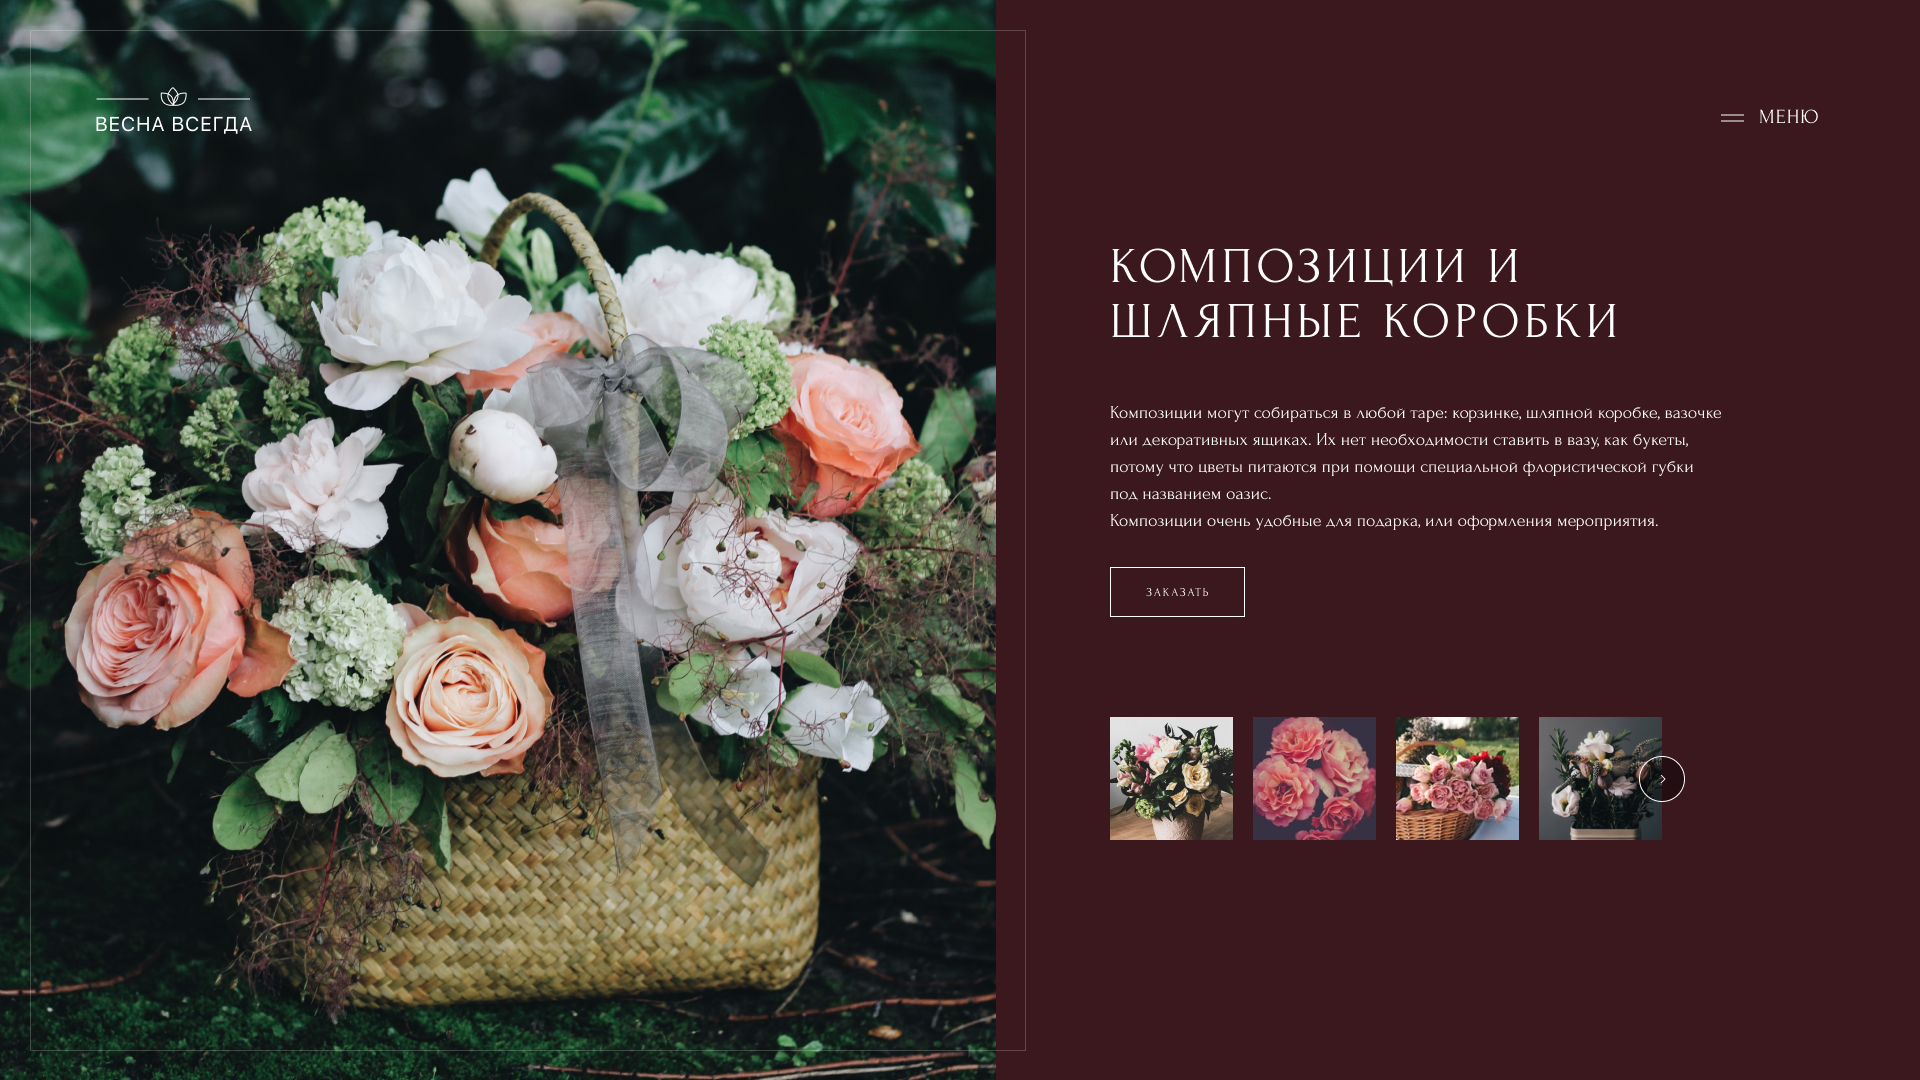 ВЕСНА ВСЕГДА
МЕНЮ
КОМПОЗИЦИИ И
ШЛЯПНЫЕ КОРОБКИ
Композиции могут собираться в любой таре: корзинке, шляпной коробке, вазочке
или декоративных ящиках. Их нет необходимости ставить в вазу, как букеты,
потому что цветы питаются при помощи специальной флористической губки
под названием оазис.
Композиции очень удобные для подарка, или оформления мероприятия.
ЗАКАЗАТЬ